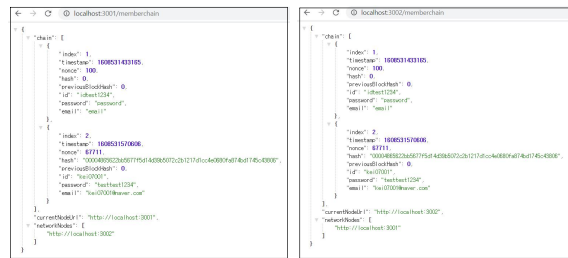 localhost:3001/memberchain
{
"chain": [
{
"index": 1,
"timestamp": 1608531433165,
"nonce": 100,
"hash": 0,
"previousBlockHash": 0,
"id": "idtest1234",
"password": "password",
"email": "email"
},
{
"index": 2,
"timestamp": 1608531570606,
"nonce": 67711,
"hash":
"previousBlockHash": 0,
"id": "kei07001",
"password": "testtest1234",
"email": "kei07001@naver.com"
}
],
"currentNodeUrl": "http://localhost:3001",
"networkNodes": [
"http://localhost:3002"
]
}
localhost:3002/memberchain
{
"chain": [
{
"index": 1,
"timestamp": 1608531433165,
"nonce": 100,
"hash": 0,
"previousBlockHash": 0,
"id": "idtest1234",
"password": "password",
"email": "email"
},
{
"index": 2,
"timestamp": 1608531570606,
"nonce": 67711,
"hash":
"previousBlockHash": 0,
"id": "kei07001",
"password": "testtest1234",
"email": "kei07001@naver.com"
}
],
"currentNodeUrl": "http://localhost:3002",
"networkNodes": [
"http://localhost:3001"
]
}